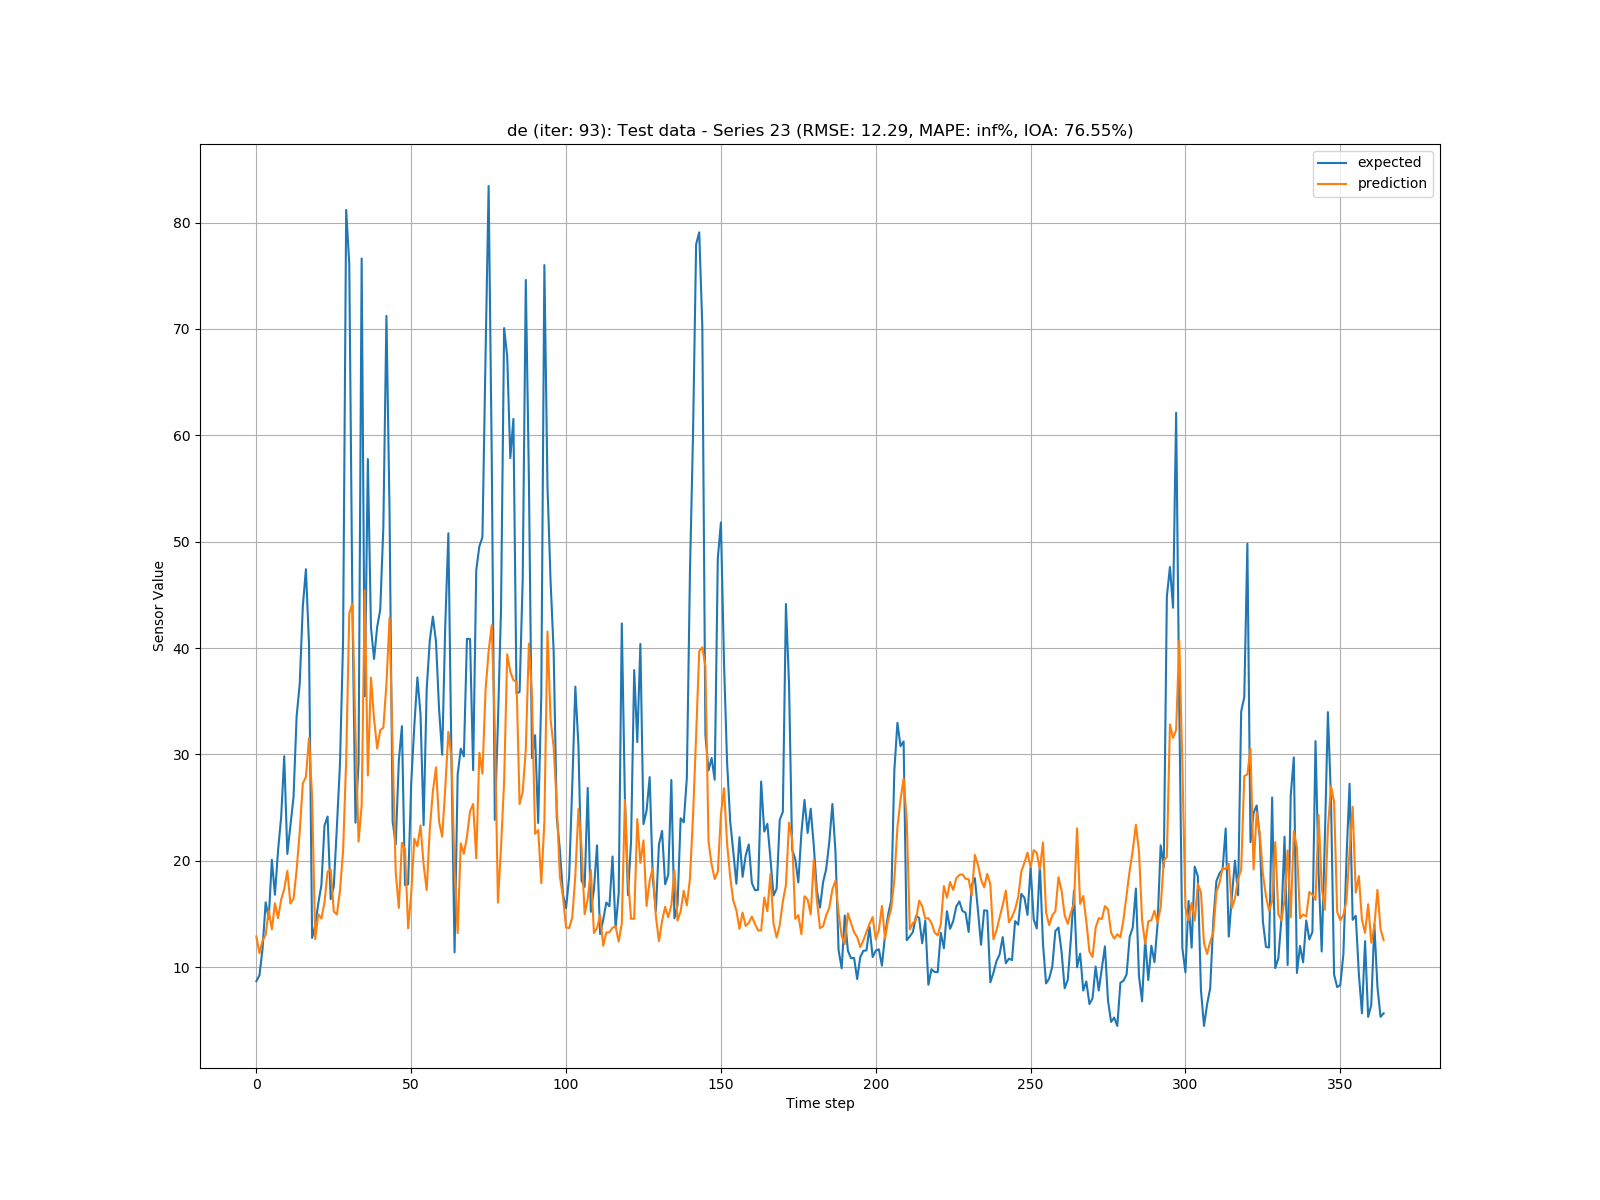 de (iter: 93): Test data - Series 23 (RMSE: 12.29, MAPE: inf%, IOA: 76.55%)
expected
prediction
80
70
60
50
40
30
20
10
Sensor Value
0 50 100 150 200 250 300 350
Time step